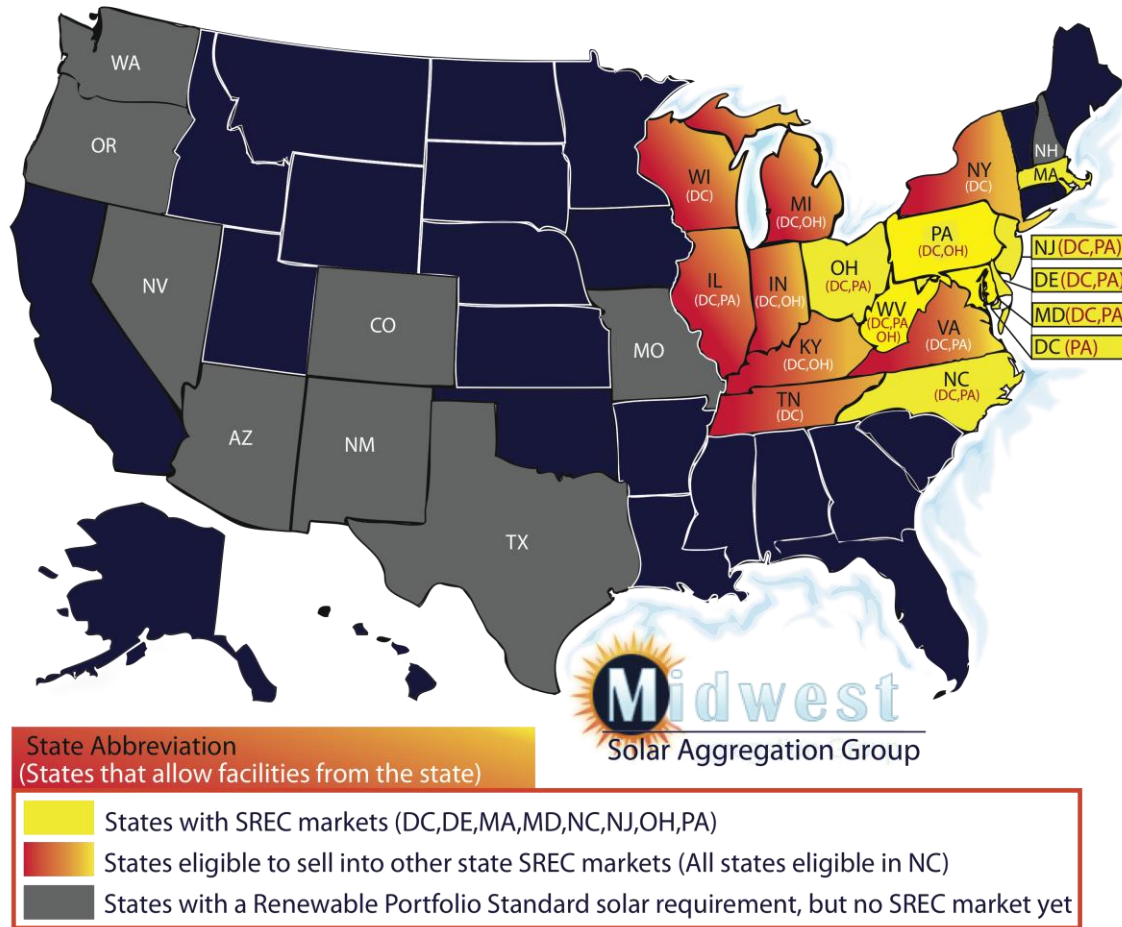 WA
OR
NV
AZ
CO
NM
TX
MO
WI
(DC)
MI
(DC,OH)
IL
(DC,PA)
IN
(DC,OH)
OH
(DC,PA)
KY
(DC,OH)
TN
(DC)
WV
(DC,PA
OH)
VA
(DC,PA)
NC
(DC,PA)
PA
(DC,OH)
NY
(DC)
NH
MA
NJ (DC,PA)
DE (DC,PA)
MD (DC,PA
DC (PA)
Midwest
Solar Aggregation Group
State Abbreviation
(States that allow facilities from the state)
States with SREC markets (DC,DE,MA,MD,NC,NJ,OH,PA)
States eligible to sell into other state SREC markets (All states eligible in NC)
States with a Renewable Portfolio Standard solar requirement, but no SREC market yet